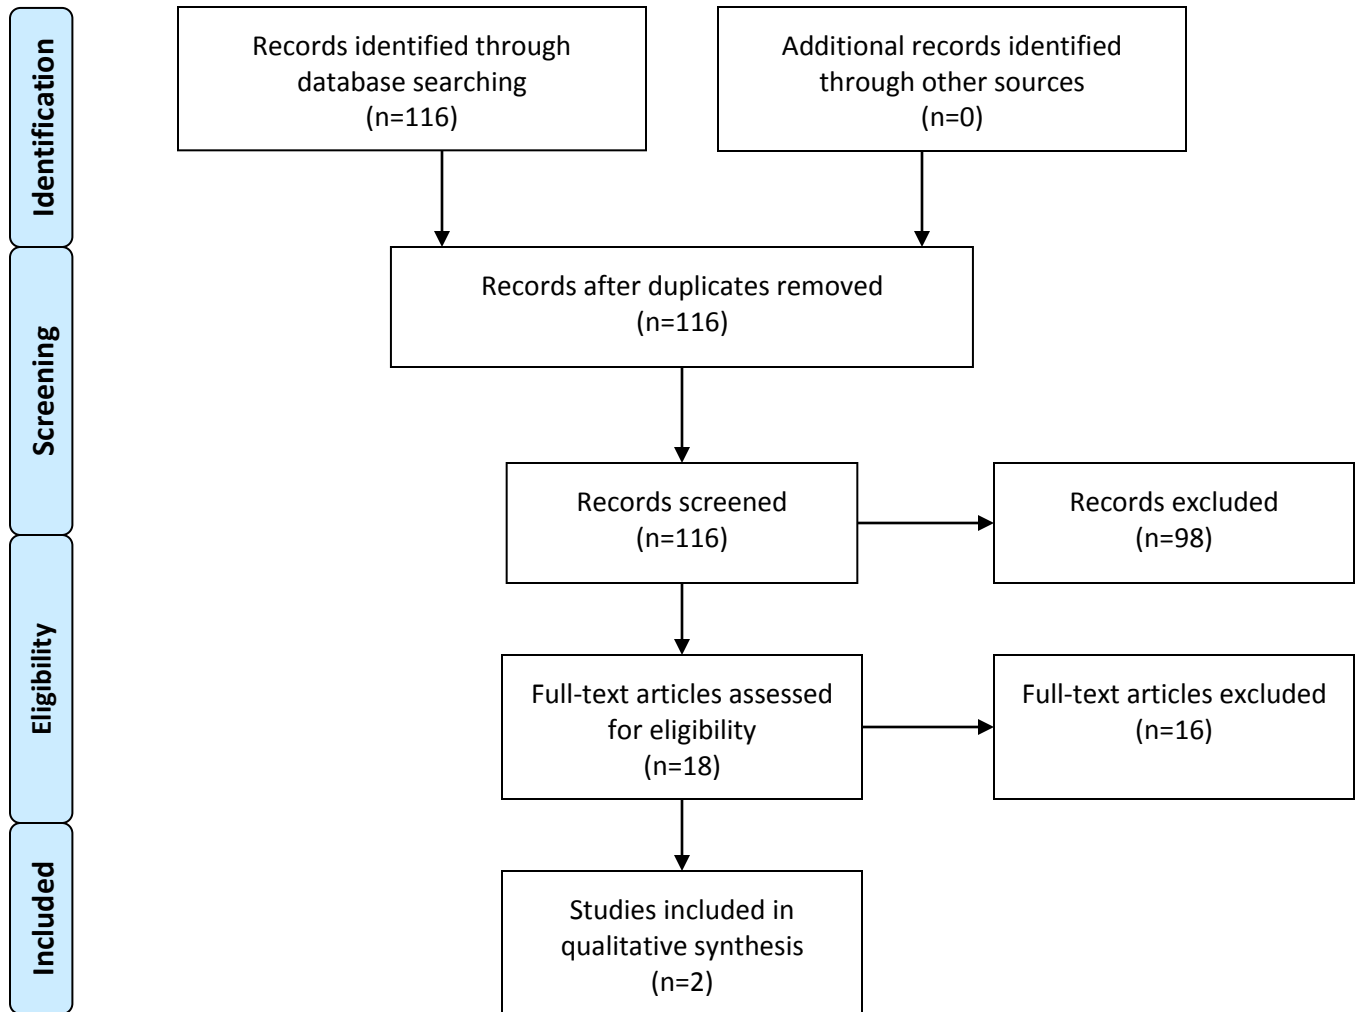 Identification
Records identified through
database searching
(n=116)
Additional records identified
through other sources
(n=0)
Screening
Records after duplicates removed
(n=116)
Records screened
(n=116)
Records excluded
(n=98)
Eligibility
Full-text articles assessed
for eligibility
(n=18)
Full-text articles excluded
(n=16)
Included
Studies included in
qualitative synthesis
(n=2)